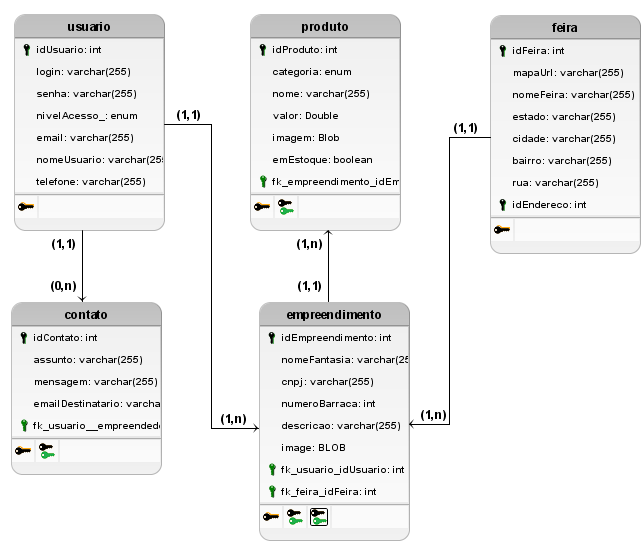 usuario
idUsuario: int
login: varchar(255)
senha: varchar(255)
nivelAcesso_: enum
email: varchar(255)
nomeUsuario: varchar(25
telefone: varchar(255)
produto
idProduto: int
categoria: enum
nome: varchar(255)
valor: Double
imagem: Blob
emEstoque: boolean
fk_empreendimento_idEm
feira
idFeira: int
mapaUrl: varchar(255)
nomeFeira: varchar(255)
estado: varchar(255)
cidade: varchar(255)
bairro: varchar(255)
rua: varchar(255)
idEndereco: int
(1,1)
(1,1)
(1,1)
(0,n)
(1,n)
(1,1)
(1,n)
(1,n)
contato
idContato: int
assunto: varchar(255)
mensagem: varchar(255)
emailDestinatario: varcha
fk_usuario__empreended
empreendimento
idEmpreendimento: int
nomeFantasia: varchar(25
cnpj: varchar(255)
numeroBarraca: int
descricao: varchar(255)
image: BLOB
fk_usuario_idUsuario: int
fk_feira_idFeira: int